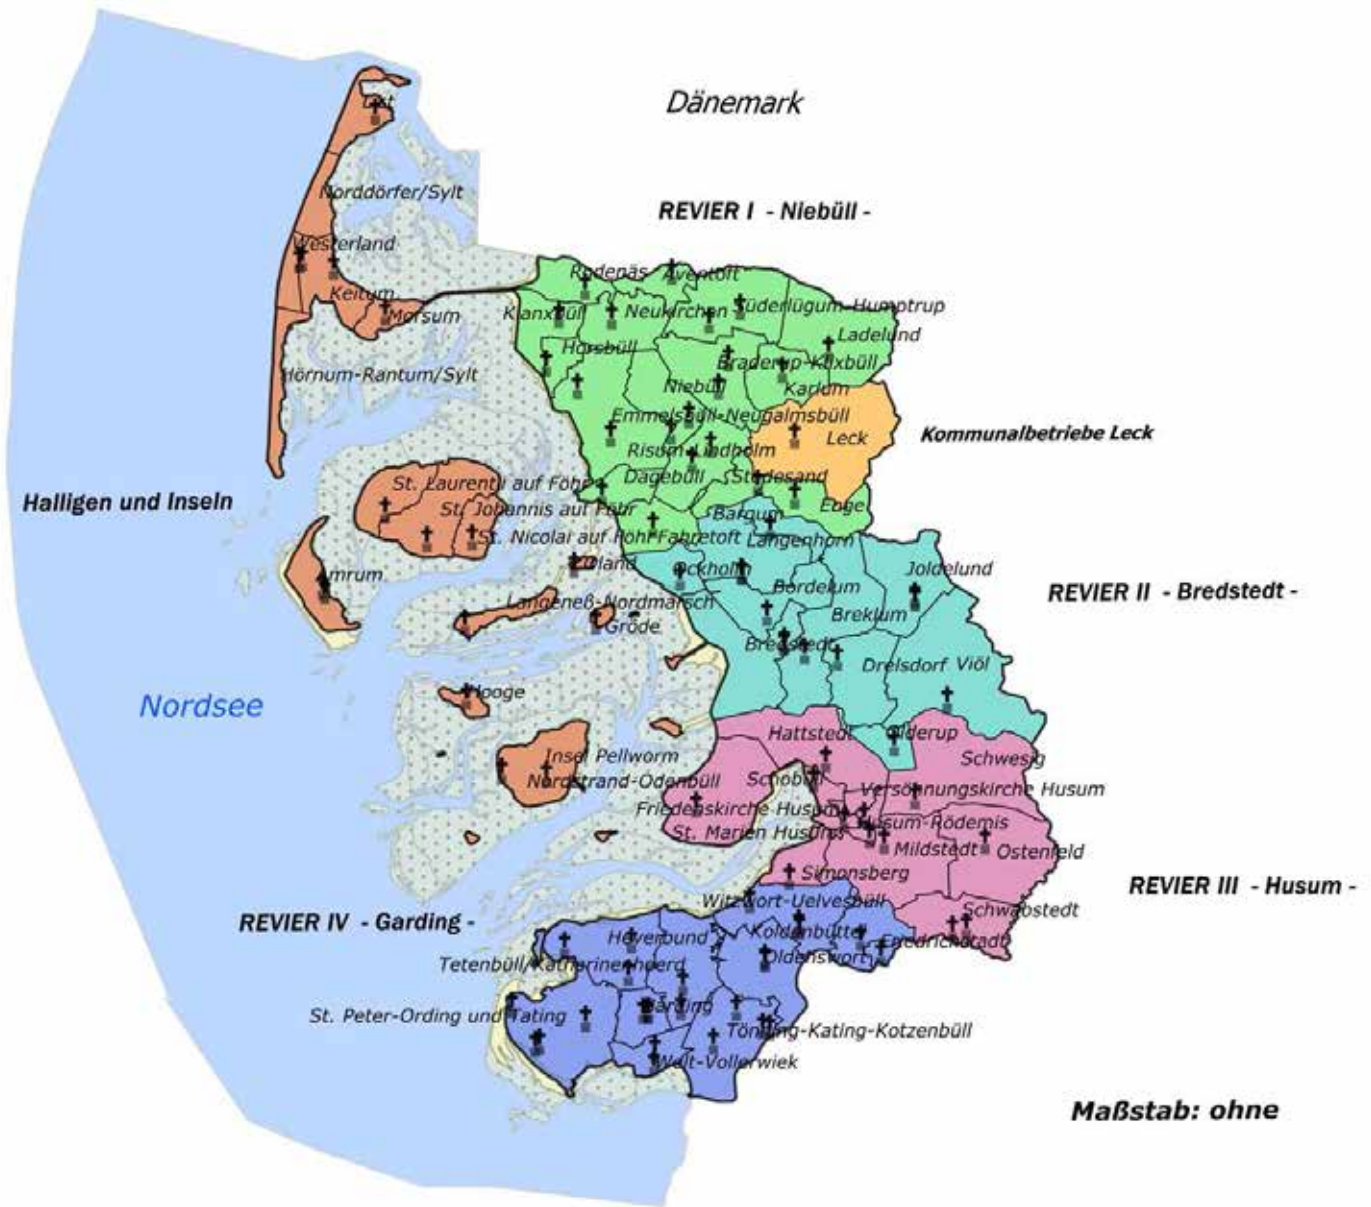 Dänemark
List
Norddörfer/Sylt
REVIER I - Niebüll -
Westerland
Rodenäs
Aventoft
Keitum
Morsum
Klanxbüll
Neukirchen
Süderlügum-Humptrup
Ladelund
Horsbüll
Braderup-Klixbüll
Hörnum-Rantum/Sylt
Niebüll
Karlum
Emmelsbüll-Neugalmsbüll
Leck
Kommunalbetriebe Leck
Risum-Lindholm
Dagebüll
Stedesand
Halligen und Inseln
St. Laurentii auf Föhr
St. Johannis auf Föhr
Bargum
Enge
St. Nicolai auf Föhr
Fahretoft
Langenhorn
Amrum
Oland
Ockholm
Joldelund
Bordelum
REVIER II - Bredstedt -
Langeneß-Nordmarsch
Gröde
Breklum
Bredstedt
Drelsdorf
Viöl
Hooge
Nordsee
Hattstedt
Olderup
Insel Pellworm
Schwesig
Nordstrand-Odenbüll
Schobüll
Versöhnungskirche Husum
Friedenskirche Husum
Husum-Rödemis
St. Marien Husum
Mildstedt
Ostenfeld
Simonsberg
REVIER III - Husum -
Witzwort-Uelvesbüll
Schwabstedt
REVIER IV - Garding -
Heverbund
Koldenbüttel
Friedrichstadt
Tetenbüll/Katharinenheerd
Oldenswort
St. Peter-Ording und Tating
Garding
Tönning-Kating-Kotzenbüll
Welt-Vollerwiek
Maßstab: ohne